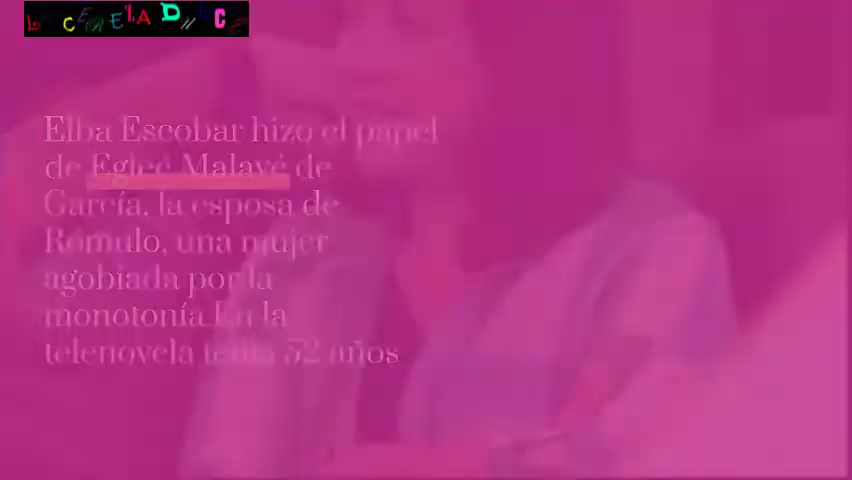 Elba Escobar hizo el papel
de Egleé Malavé de
García, la esposa de
Rómulo, una mujer
agobiada por la
monotonía.En la
telenovela tenía 52 años